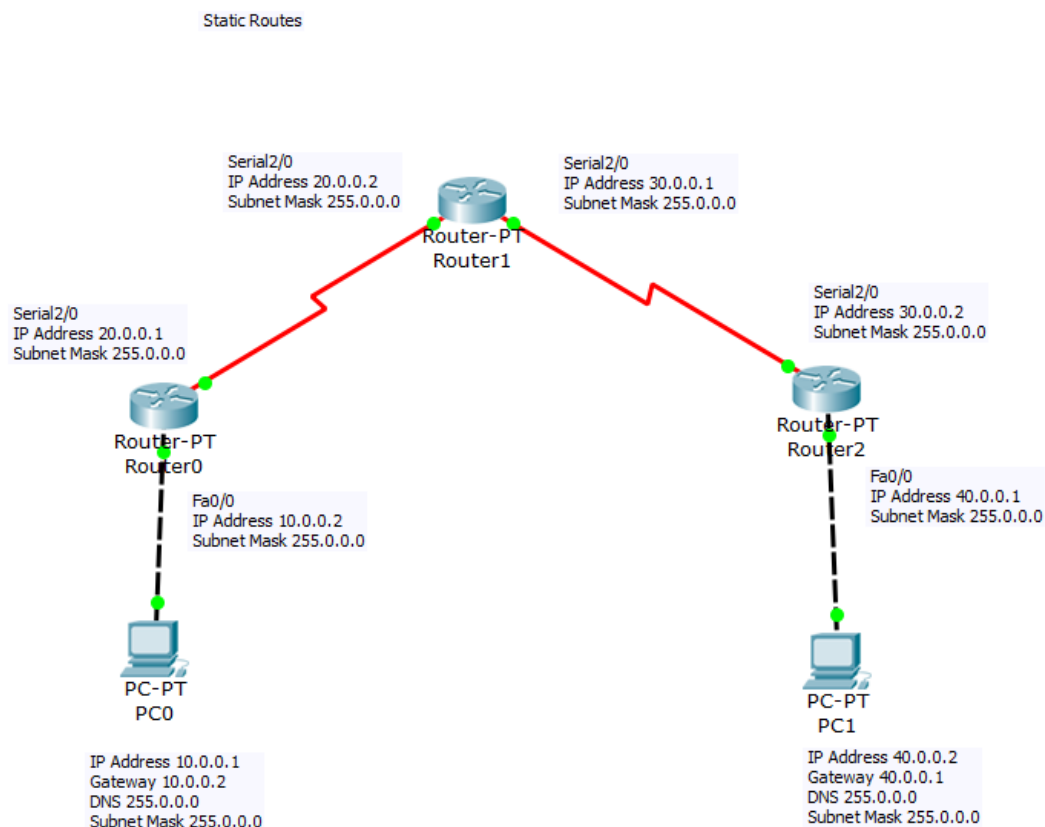 Static Routes
Serial2/0
IP Address 20.0.0.2
Subnet Mask 255.0.0.0
Serial2/0
IP Address 30.0.0.1
Subnet Mask 255.0.0.0
Router-PT
Router1
Serial2/0
IP Address 20.0.0.1
Subnet Mask 255.0.0.0
Serial2/0
IP Address 30.0.0.2
Subnet Mask 255.0.0.0
Router-PT
Router0
Router-PT
Router2
Fa0/0
IP Address 10.0.0.2
Subnet Mask 255.0.0.0
Fa0/0
IP Address 40.0.0.1
Subnet Mask 255.0.0.0
PC-PT
PC0
PC-PT
PC1
IP Address 10.0.0.1
Gateway 10.0.0.2
DNS 255.0.0.0
Subnet Mask 255.0.0.0
IP Address 40.0.0.2
Gateway 40.0.0.1
DNS 255.0.0.0
Subnet Mask 255.0.0.0